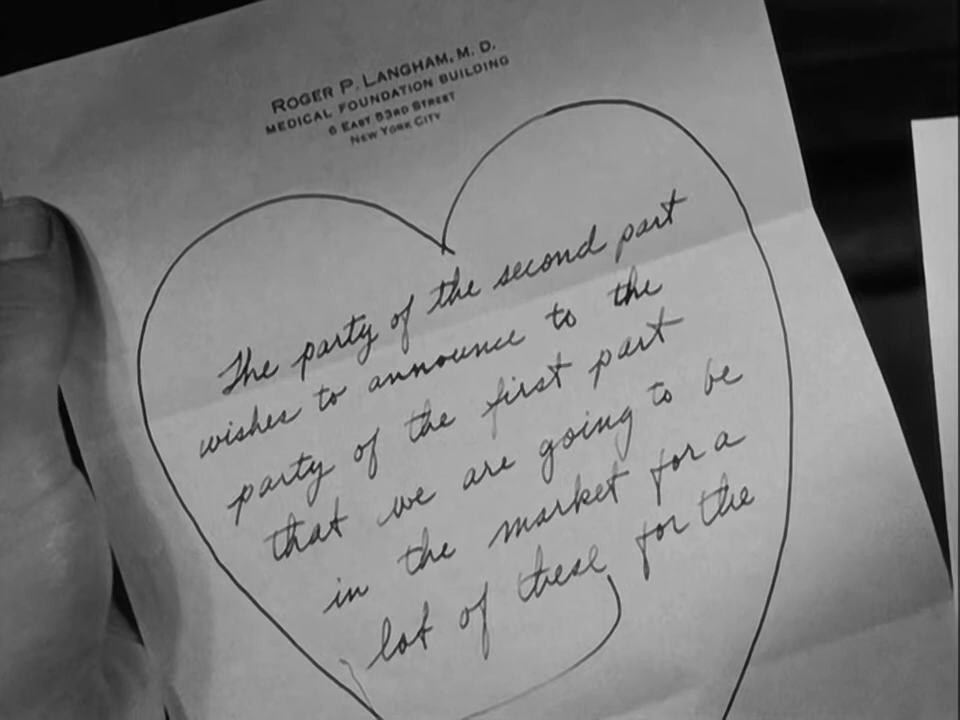 ROGER P. LANGHAM, M. D.
MEDICAL FOUNDATION BUILDING
6 EAST 53RD STREET
NEW YORK CITY
The party of the second part
wishes to announce to the
party of the first part
that we are going to be
in the market for a
lot of these for the